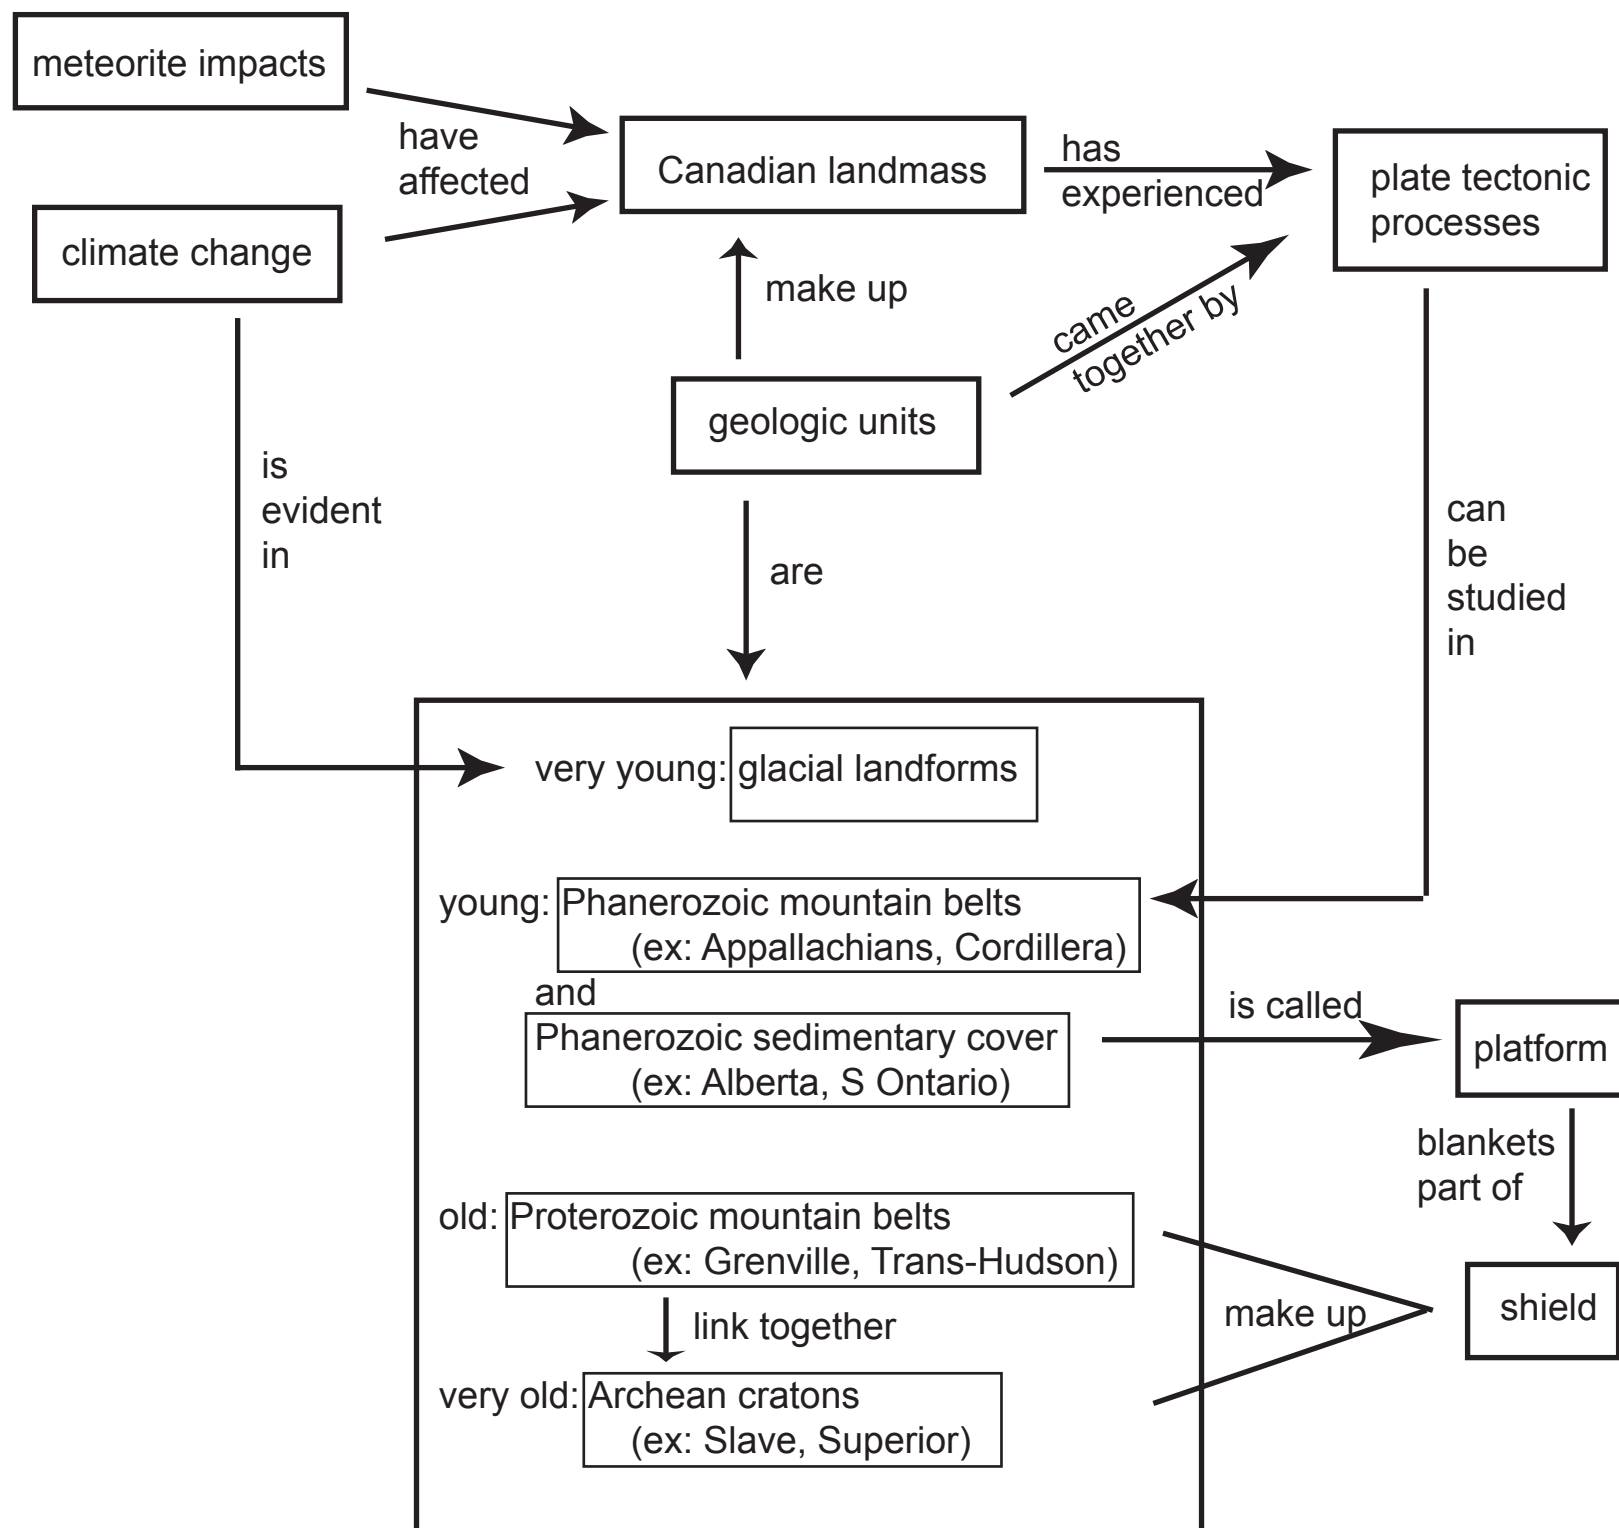 meteorite impacts
have
affected
climate change
Canadian landmass
has
experienced
plate tectonic
processes
make up
came
together by
geologic units
is
evident
in
are
can
be
studied
in
very young: glacial landforms
young: Phanerozoic mountain belts
(ex: Appallachians, Cordillera)
and
Phanerozoic sedimentary cover
(ex: Alberta, S Ontario)
is called
platform
blankets
part of
old: Proterozoic mountain belts
(ex: Grenville, Trans-Hudson)
link together
make up
shield
very old: Archean cratons
(ex: Slave, Superior)